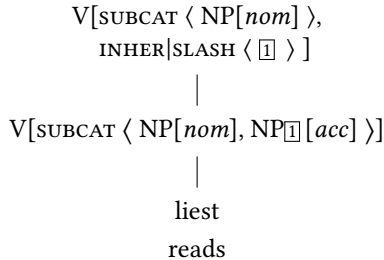 V[SUBCAT ⟨ NP[nom] ⟩,
INHER|SLASH ⟨ 1 ⟩ ]
V[SUBCAT ⟨ NP[nom], NP1[acc] ⟩]
liest
reads